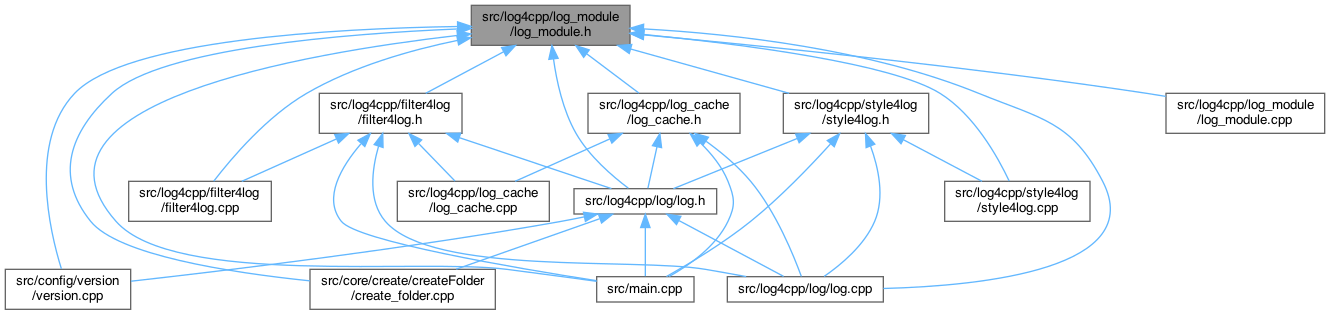 src/log4cpp/log_module
/log_module.h
src/log4cpp/filter4log
/filter4log.h
src/log4cpp/log_cache
/log_cache.h
src/log4cpp/style4log
/style4log.h
src/log4cpp/log_module
/log_module.cpp
src/log4cpp/filter4log
/filter4log.cpp
src/log4cpp/log_cache
/log_cache.cpp
src/log4cpp/log/log.h
src/log4cpp/style4log
/style4log.cpp
src/config/version
/version.cpp
src/core/create/createFolder
/create_folder.cpp
src/main.cpp
src/log4cpp/log/log.cpp